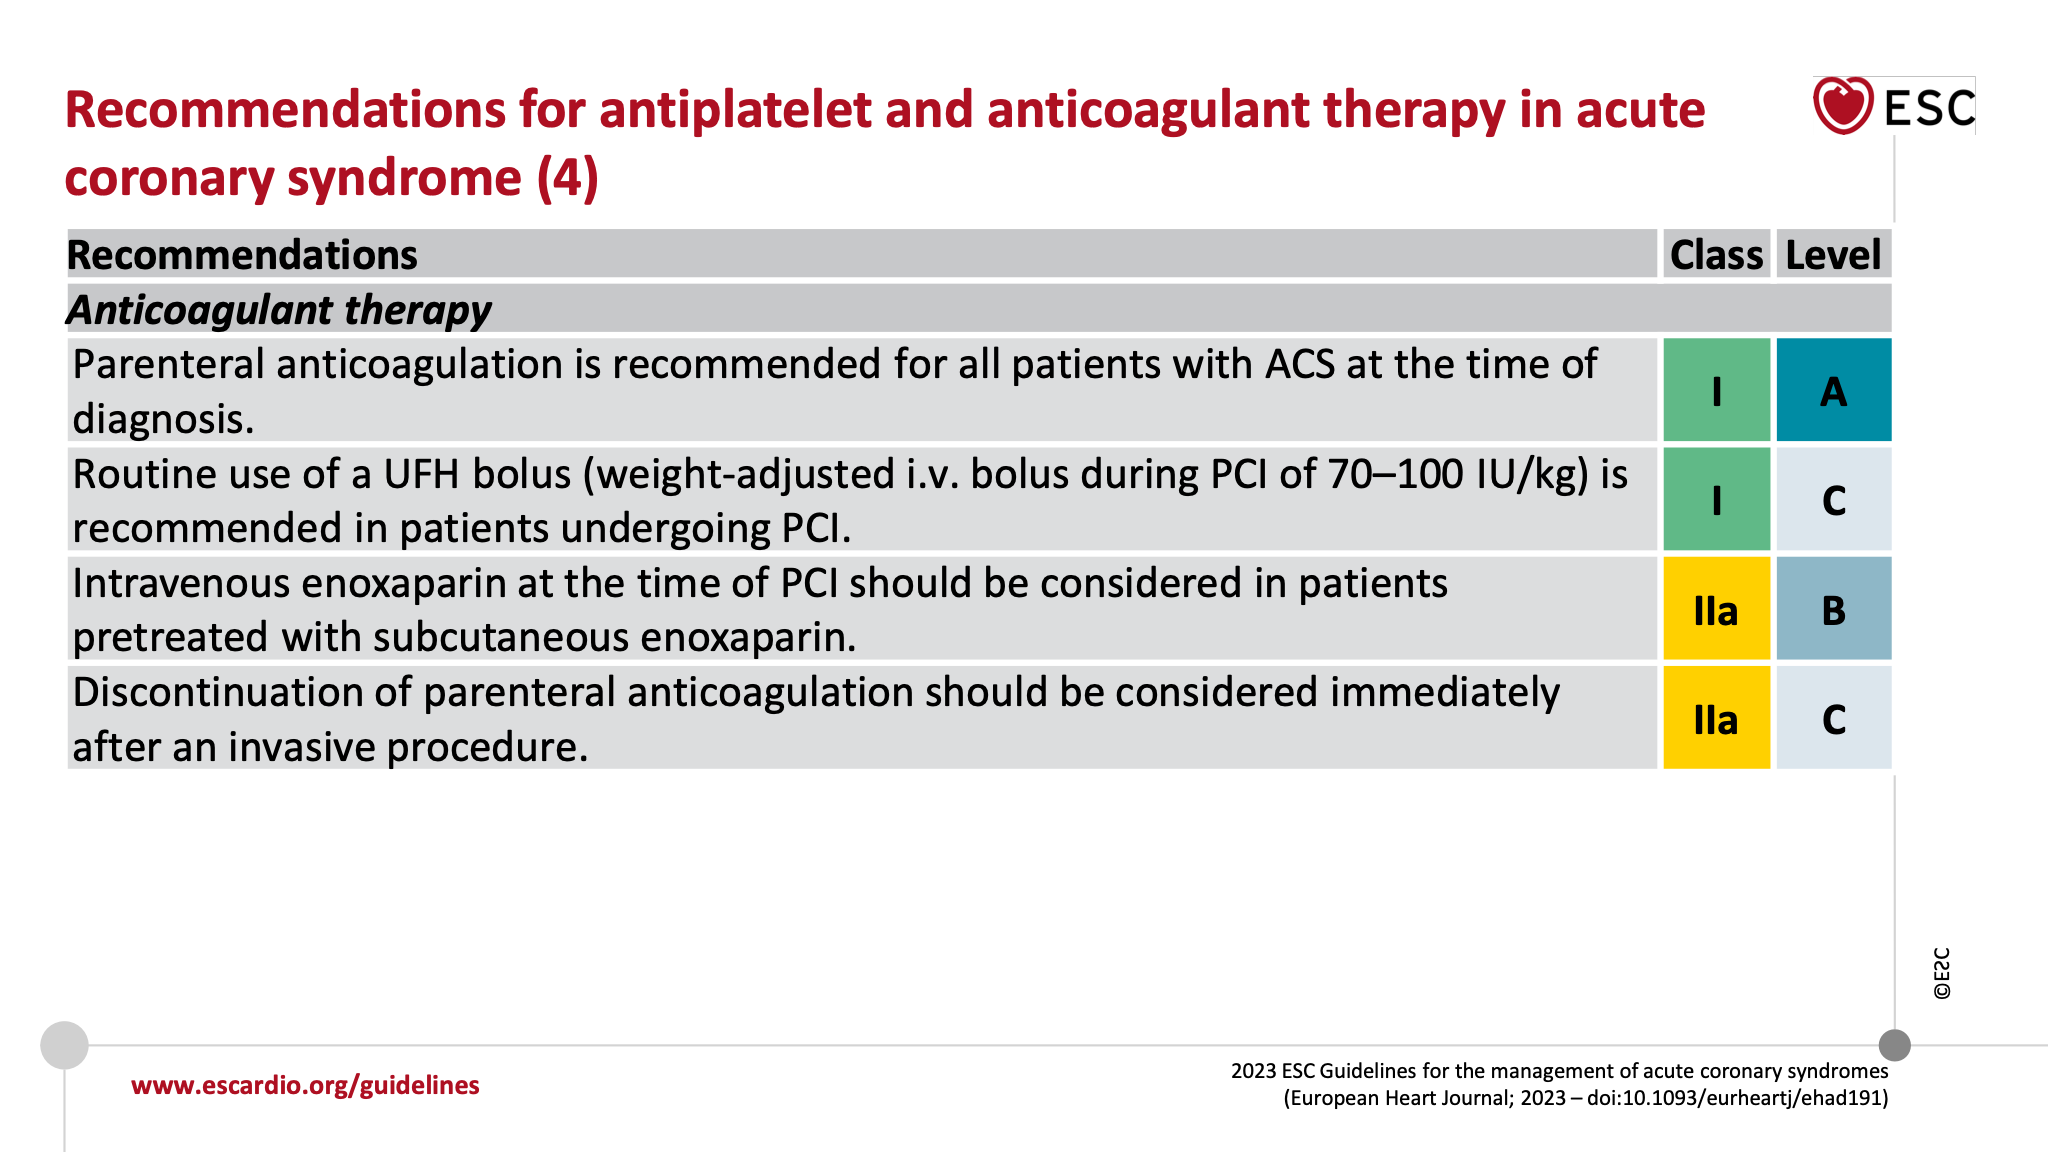 Recommendations for antiplatelet and anticoagulant therapy in acute
coronary syndrome (4)
ESC
Recommendations Class Level
Anticoagulant therapy
Parenteral anticoagulation is recommended for all patients with ACS at the time of
diagnosis.
I A
Routine use of a UFH bolus (weight-adjusted i.v. bolus during PCI of 70–100 IU/kg) is
recommended in patients undergoing PCI.
I C
Intravenous enoxaparin at the time of PCI should be considered in patients
pretreated with subcutaneous enoxaparin.
IIa B
Discontinuation of parenteral anticoagulation should be considered immediately
after an invasive procedure.
IIa C
©ESC
www.escardio.org/guidelines
2023 ESC Guidelines for the management of acute coronary syndromes
(European Heart Journal; 2023 – doi:10.1093/eurheartj/ehad191)